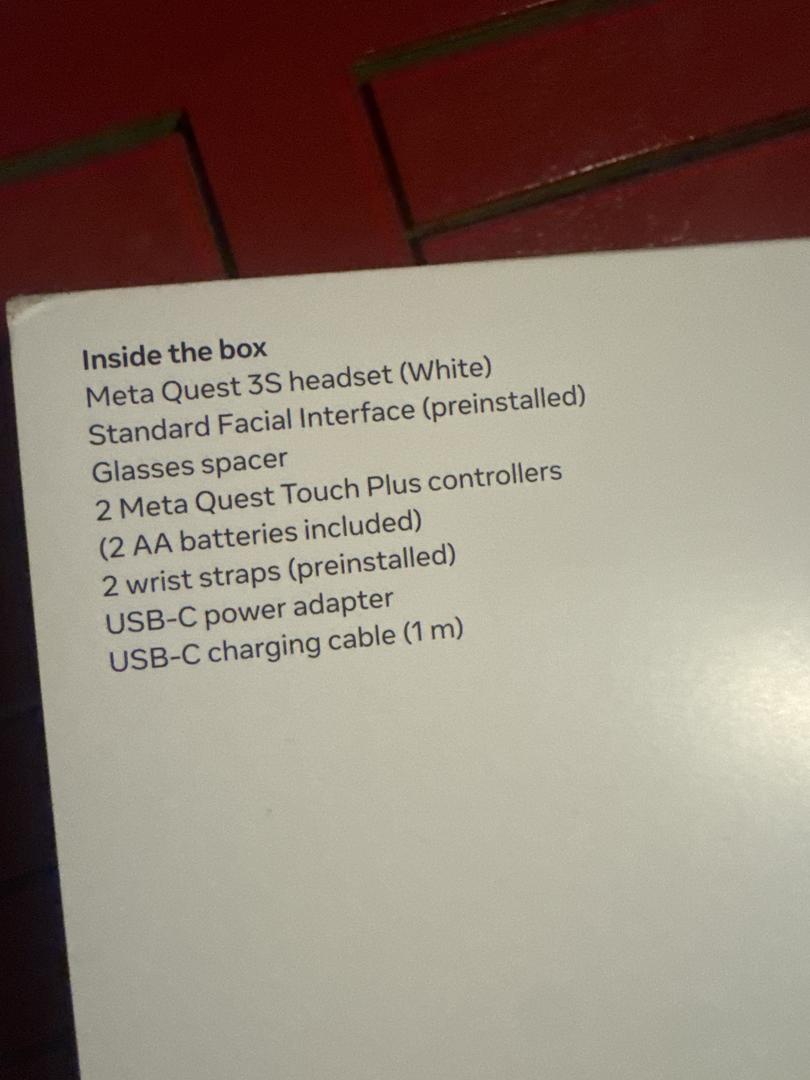 Inside the box
Meta Quest 3S headset (White)
Standard Facial Interface (preinstalled)
Glasses spacer
2 Meta Quest Touch Plus controllers
(2 AA batteries included)
2 wrist straps (preinstalled)
USB-C power adapter
USB-C charging cable (1 m)